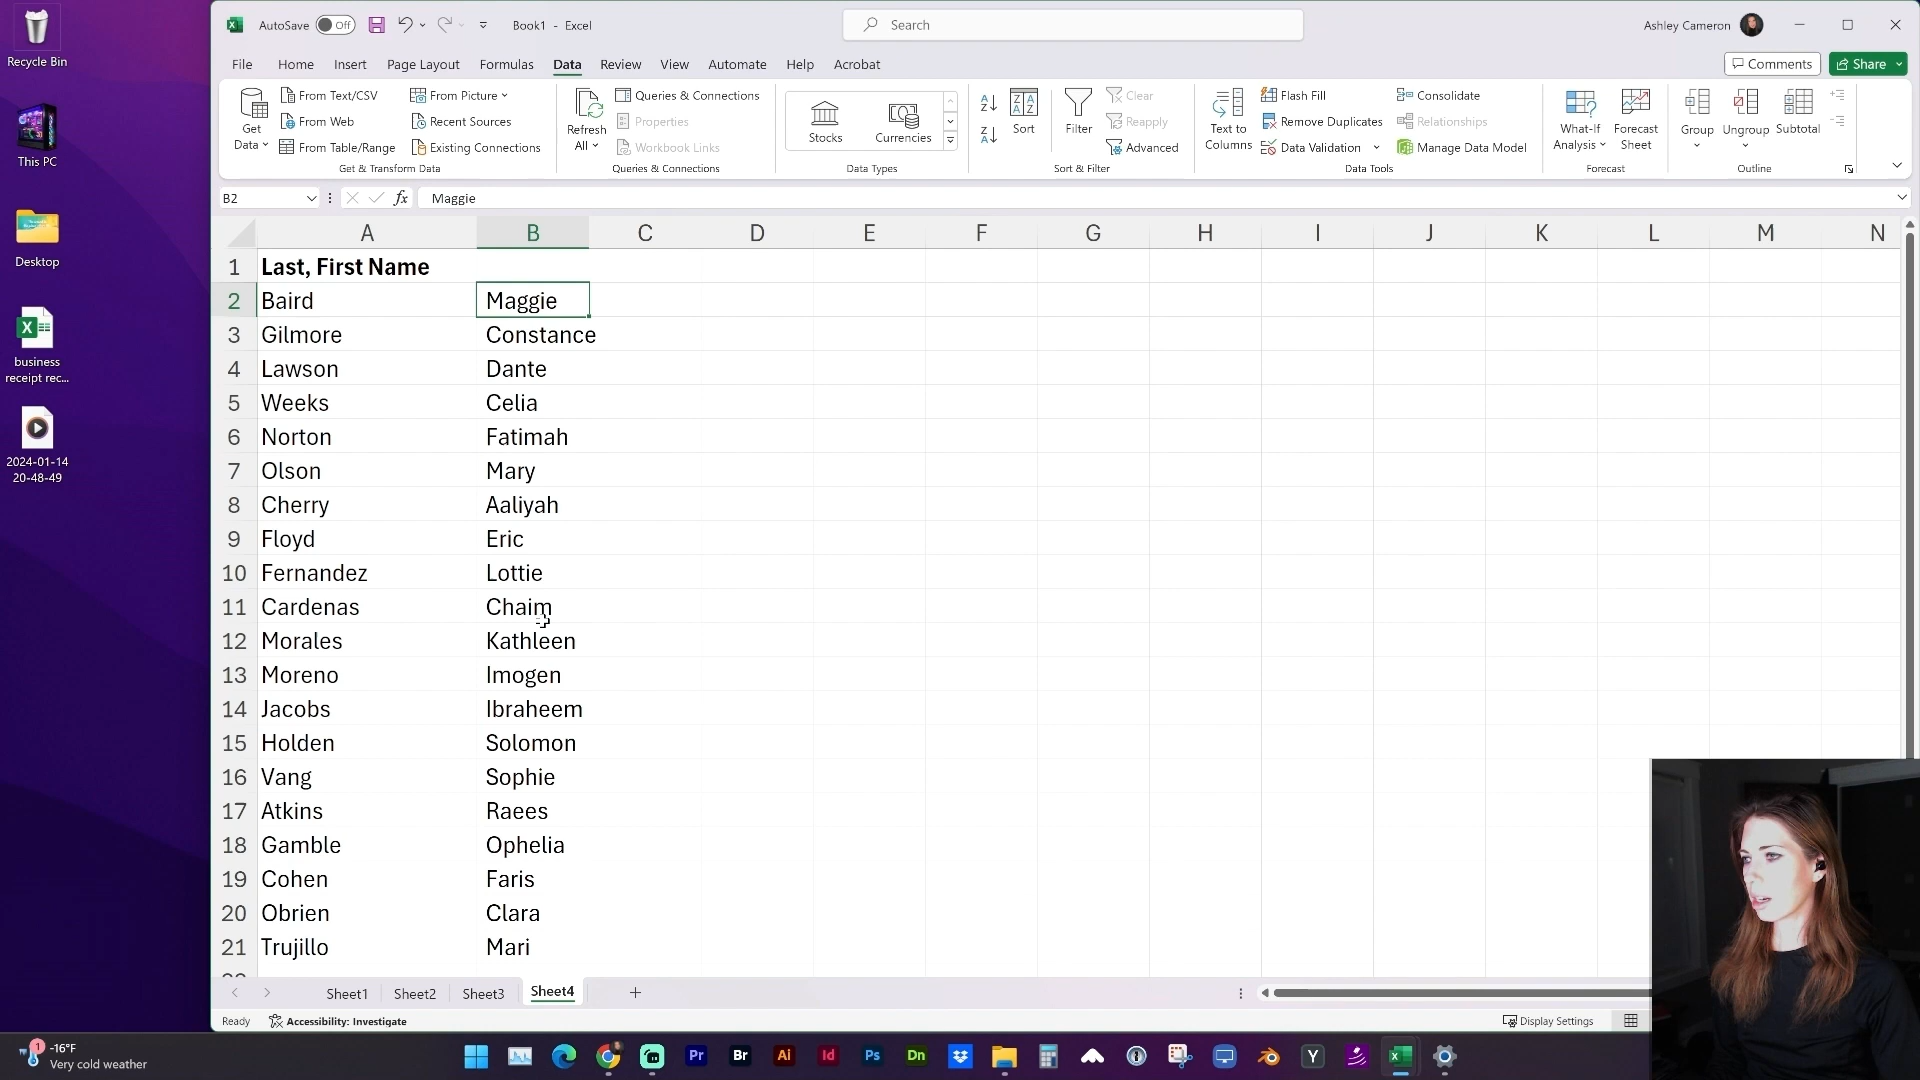 Recycle Bin
This PC
Desktop
business
receipt rec...
2024-01-14
20-48-49
AutoSave Off Book1 - Excel Search Ashley Cameron
File Home Insert Page Layout Formulas Data Review View Automate Help Acrobat Comments Share
Get
Data
From Text/CSV
From Web
From Table/Range
From Picture
Recent Sources
Existing Connections
Get & Transform Data
Refresh
All
Queries & Connections
Properties
Workbook Links
Queries & Connections
Stocks Currencies
Data Types
Sort
Filter
Clear
Reapply
Advanced
Sort & Filter
Text to
Columns
Flash Fill
Remove Duplicates
Data Validation
Consolidate
Relationships
Manage Data Model
Data Tools
What-If
Analysis
Forecast
Sheet
Forecast
Group Ungroup Subtotal
Outline
B2 fx Maggie
A B C D E F G H I J K L M N
1 Last, First Name
2 Baird Maggie
3 Gilmore Constance
4 Lawson Dante
5 Weeks Celia
6 Norton Fatimah
7 Olson Mary
8 Cherry Aaliyah
9 Floyd Eric
10 Fernandez Lottie
11 Cardenas Chaim
12 Morales Kathleen
13 Moreno Imogen
14 Jacobs Ibraheem
15 Holden Solomon
16 Vang Sophie
17 Atkins Raees
18 Gamble Ophelia
19 Cohen Faris
20 Obrien Clara
21 Trujillo Mari
Sheet1 Sheet2 Sheet3 Sheet4
Ready Accessibility: Investigate Display Settings
1 -16°F
Very cold weather
Pr Br Ai Id Ps Dn Y